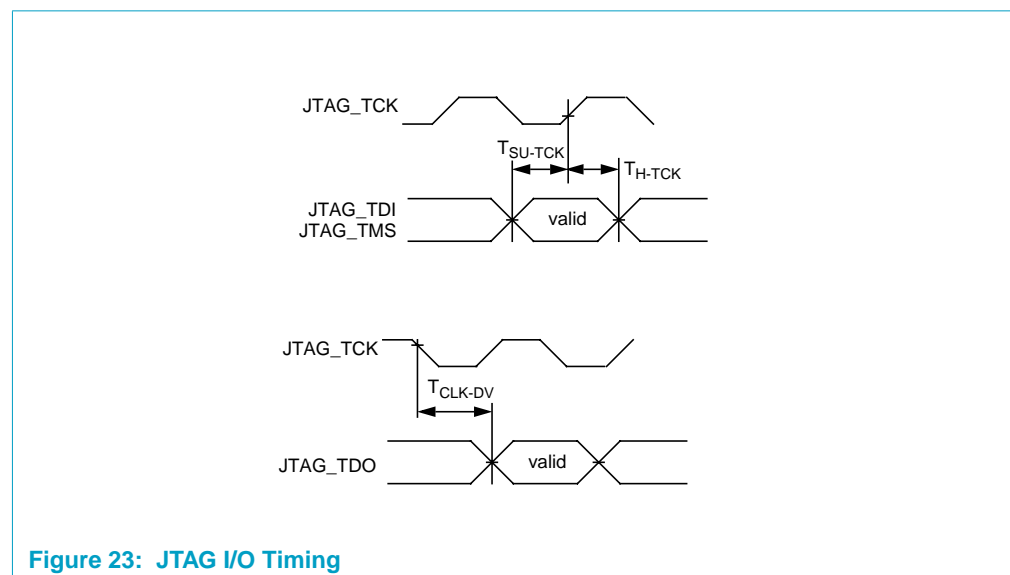 JTAG_TCK
TSU-TCK
TH-TCK
JTAG_TDI
valid
JTAG_TMS
JTAG_TCK
TCLK-DV
JTAG_TDO
valid
Figure 23: JTAG I/O Timing